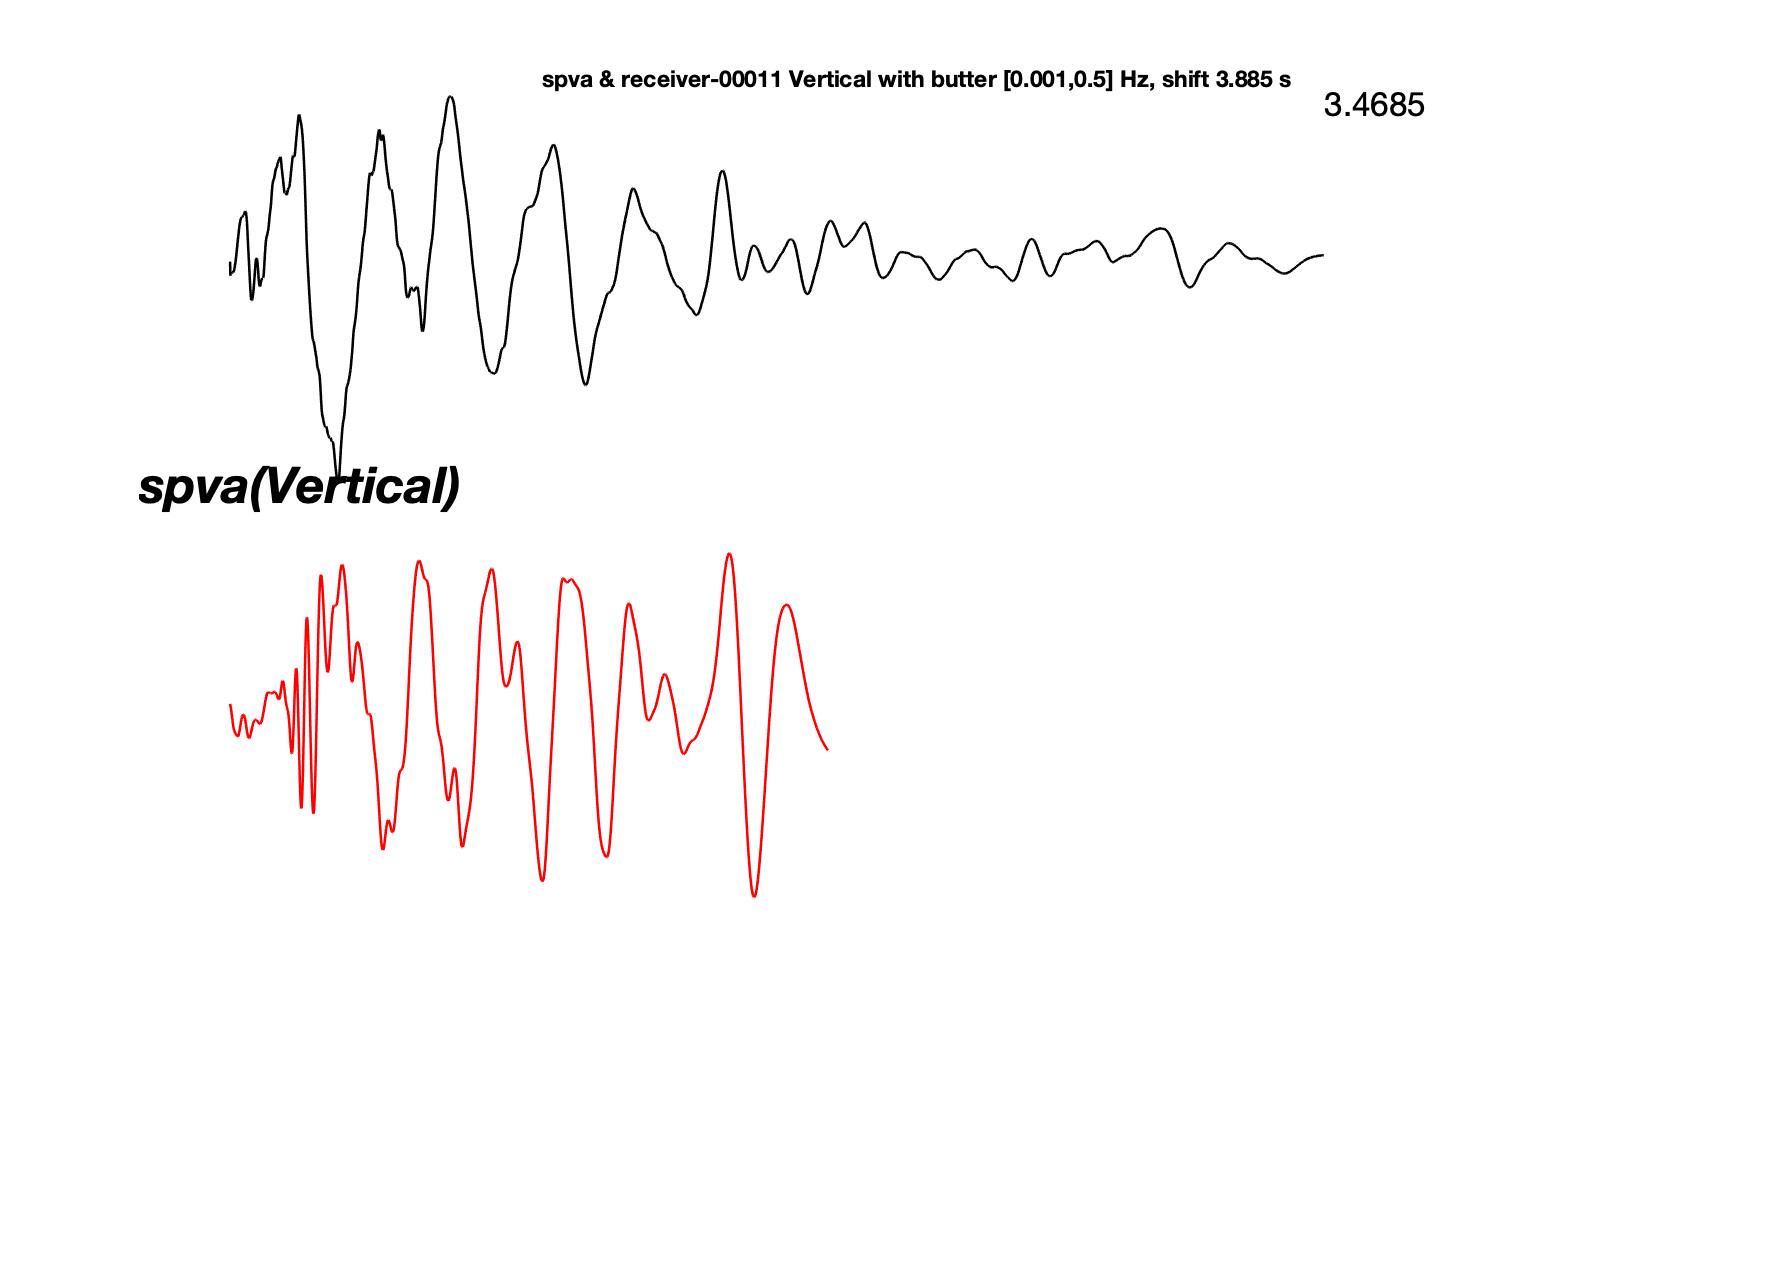 spva & receiver-00011 Vertical with butter [0.001,0.5] Hz, shift 3.885 s
3.4685
spva(Vertical)